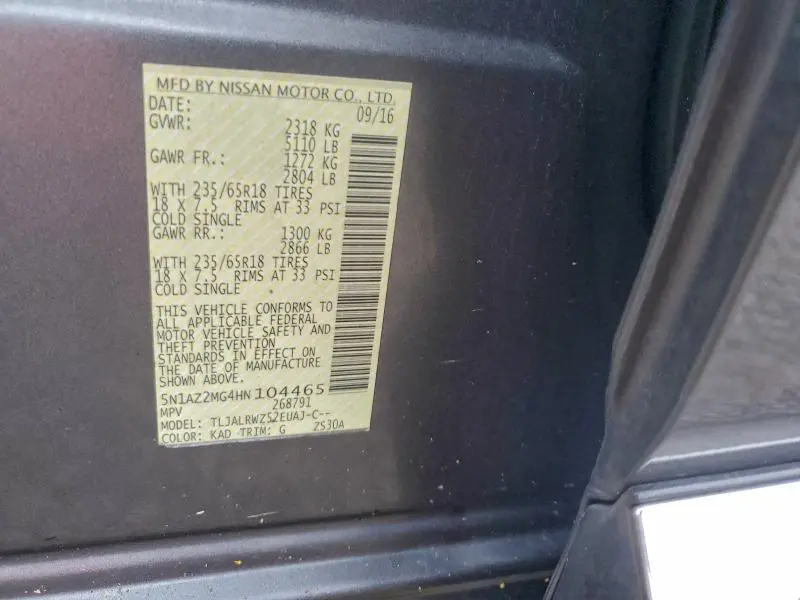 MFD BY NISSAN MOTOR CO., LTD.
DATE: 09/16
GVWR: 2318 KG
5110 LB
GAWR FR.: 1272 KG
2804 LB
WITH 235/65R18 TIRES
18 X 7.5 RIMS AT 33 PSI
COLD SINGLE
GAWR RR.: 1300 KG
2866 LB
WITH 235/65R18 TIRES
18 X 7.5 RIMS AT 33 PSI
COLD SINGLE
THIS VEHICLE CONFORMS TO
ALL APPLICABLE FEDERAL
MOTOR VEHICLE SAFETY AND
THEFT PREVENTION
STANDARDS IN EFFECT ON
THE DATE OF MANUFACTURE
SHOWN ABOVE.
5N1AZ2MG4HN104465
MPV 268791
MODEL: TLJALRWZ52EUAJ-C--
COLOR: KAD TRIM: G ZS30A